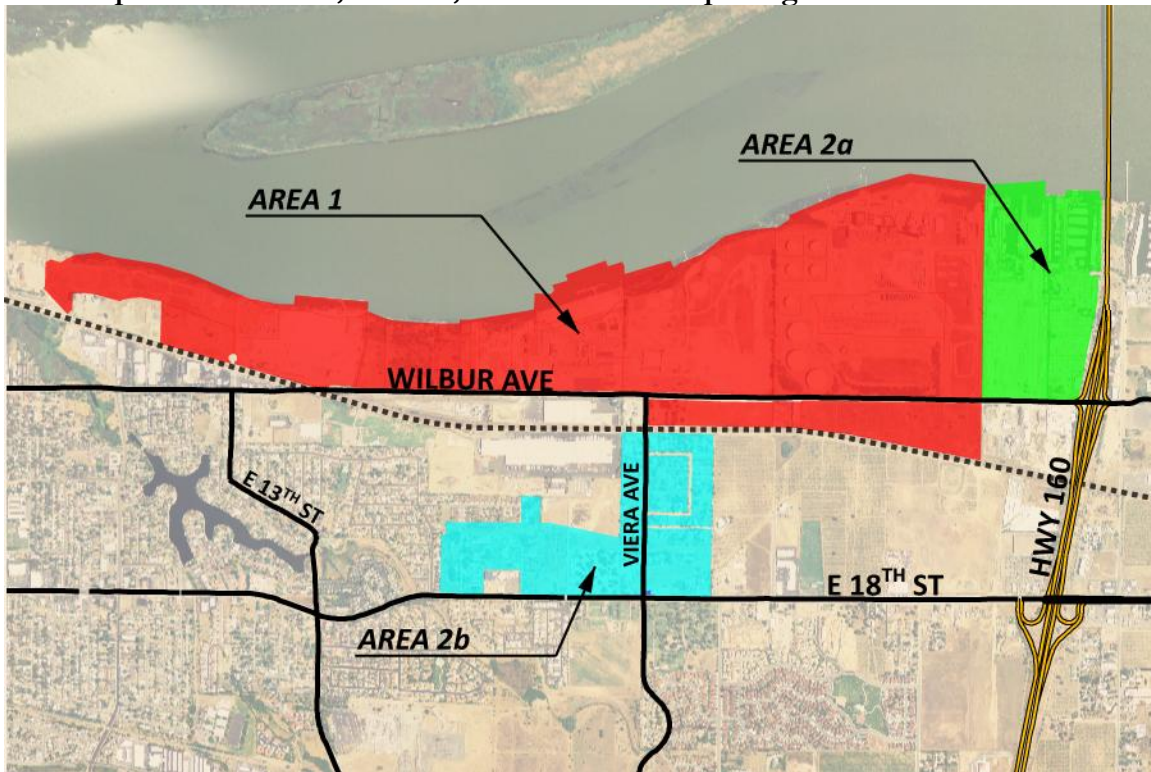 AREA 2a
AREA 1
WILBUR AVE
E 13TH ST
VIERA AVE
HWY 160
E 18TH ST
AREA 2b